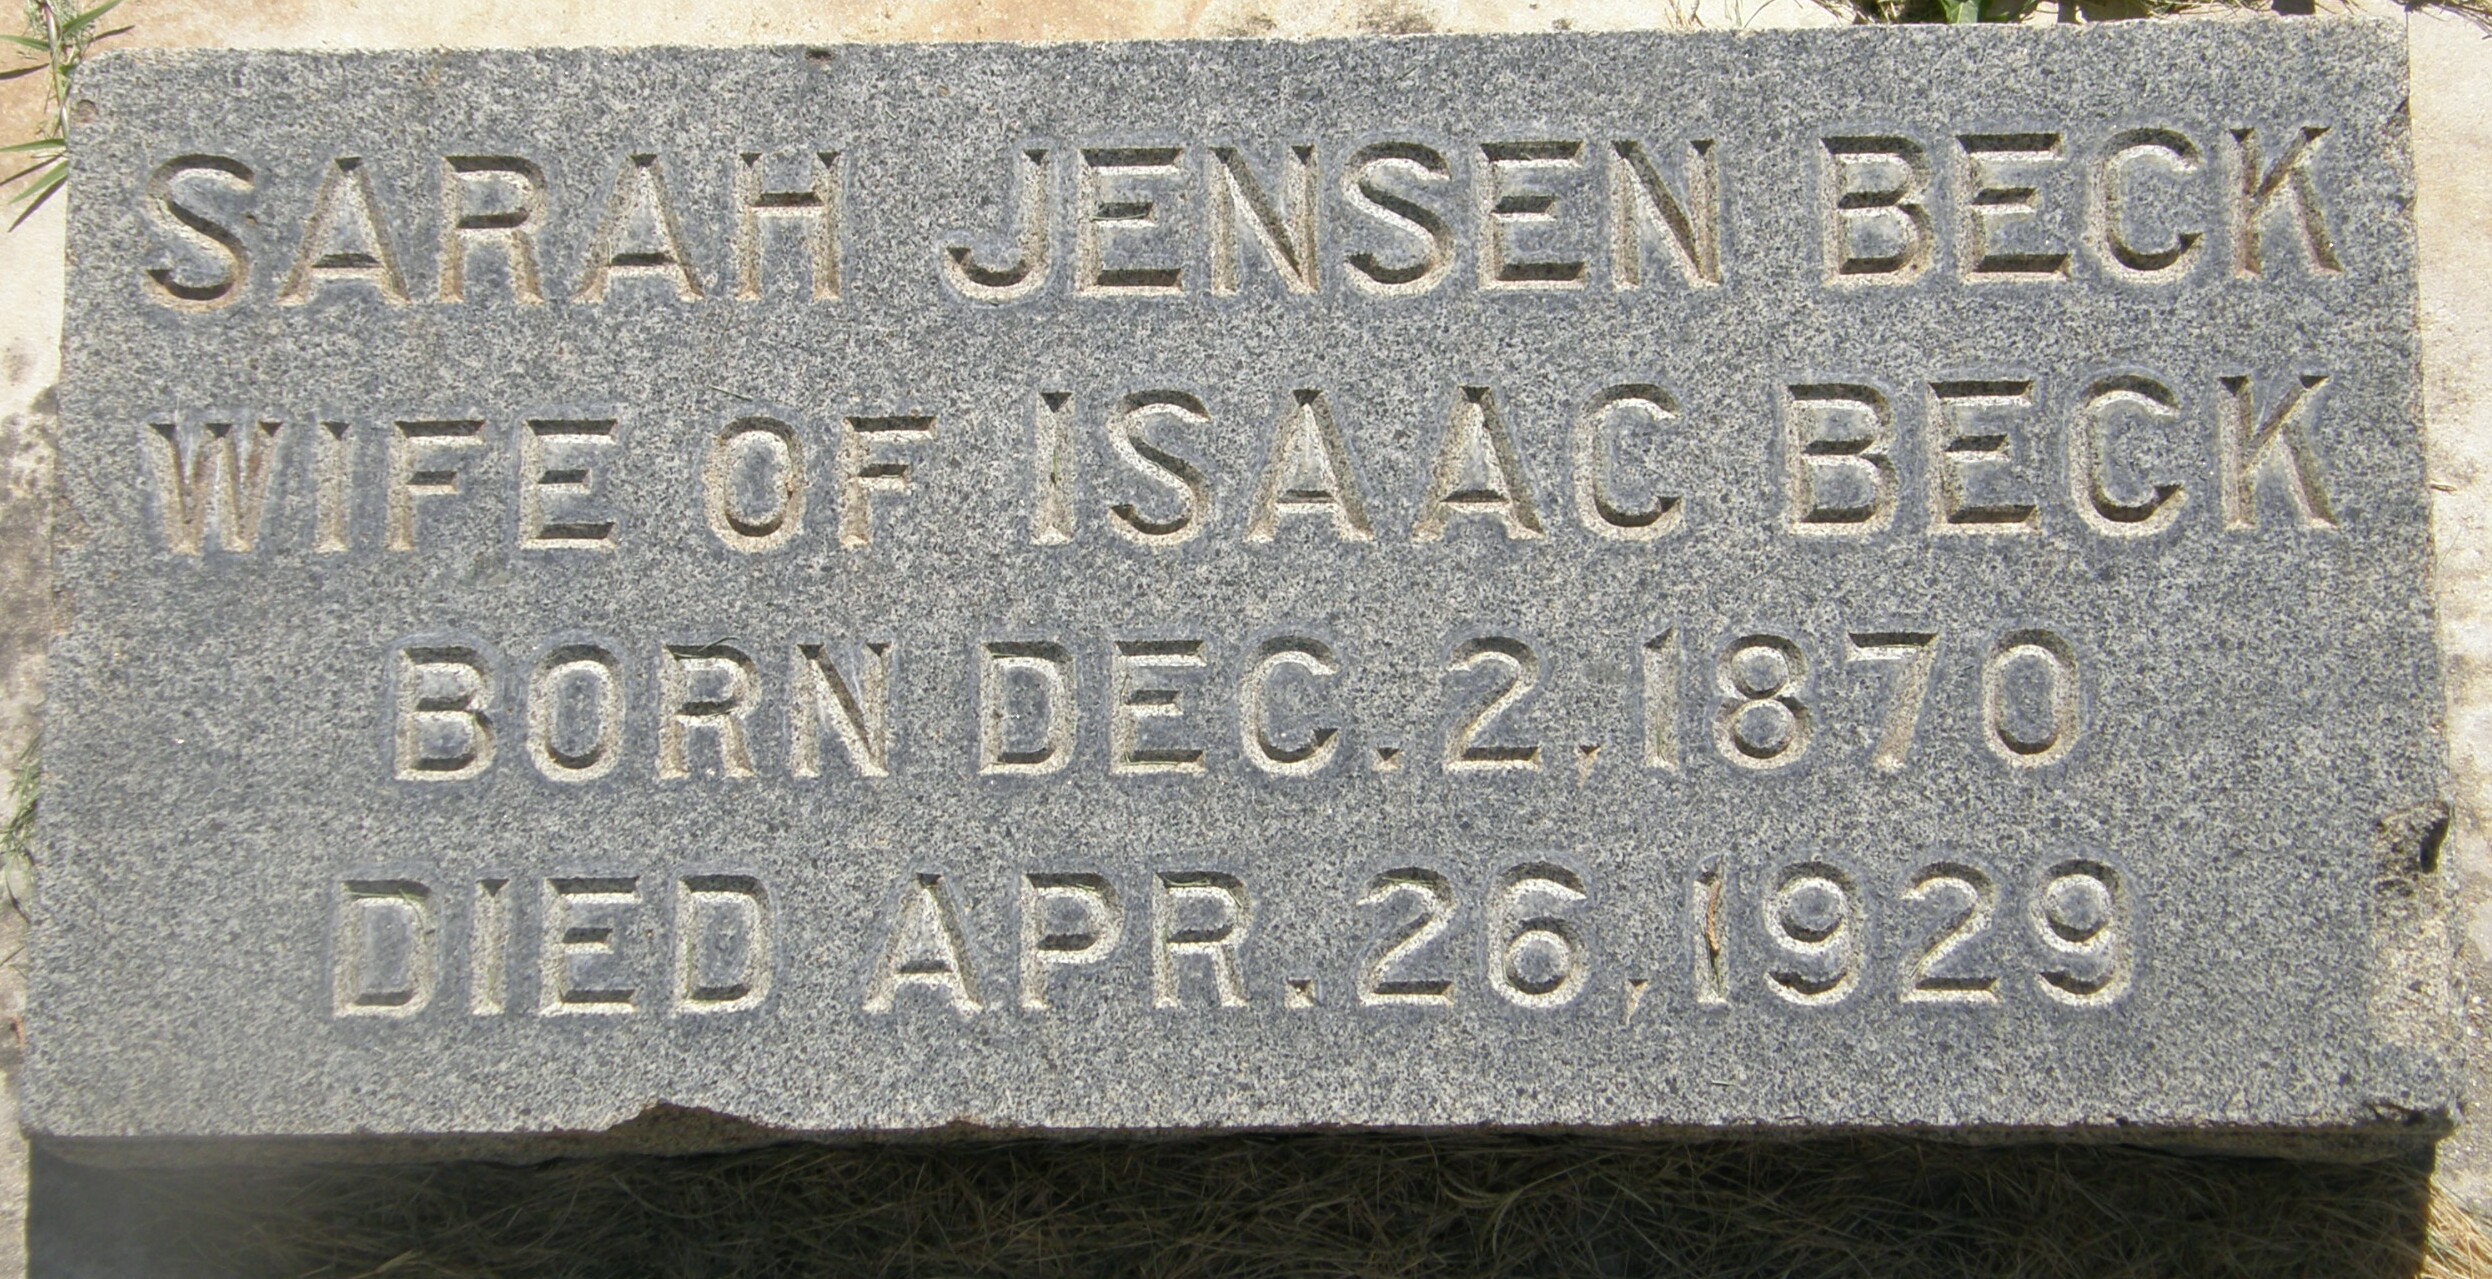 SARAH JENSEN BECK
WIFE OF ISAAC BECK
BORN DEC. 2, 1870
DIED APR. 26, 1929